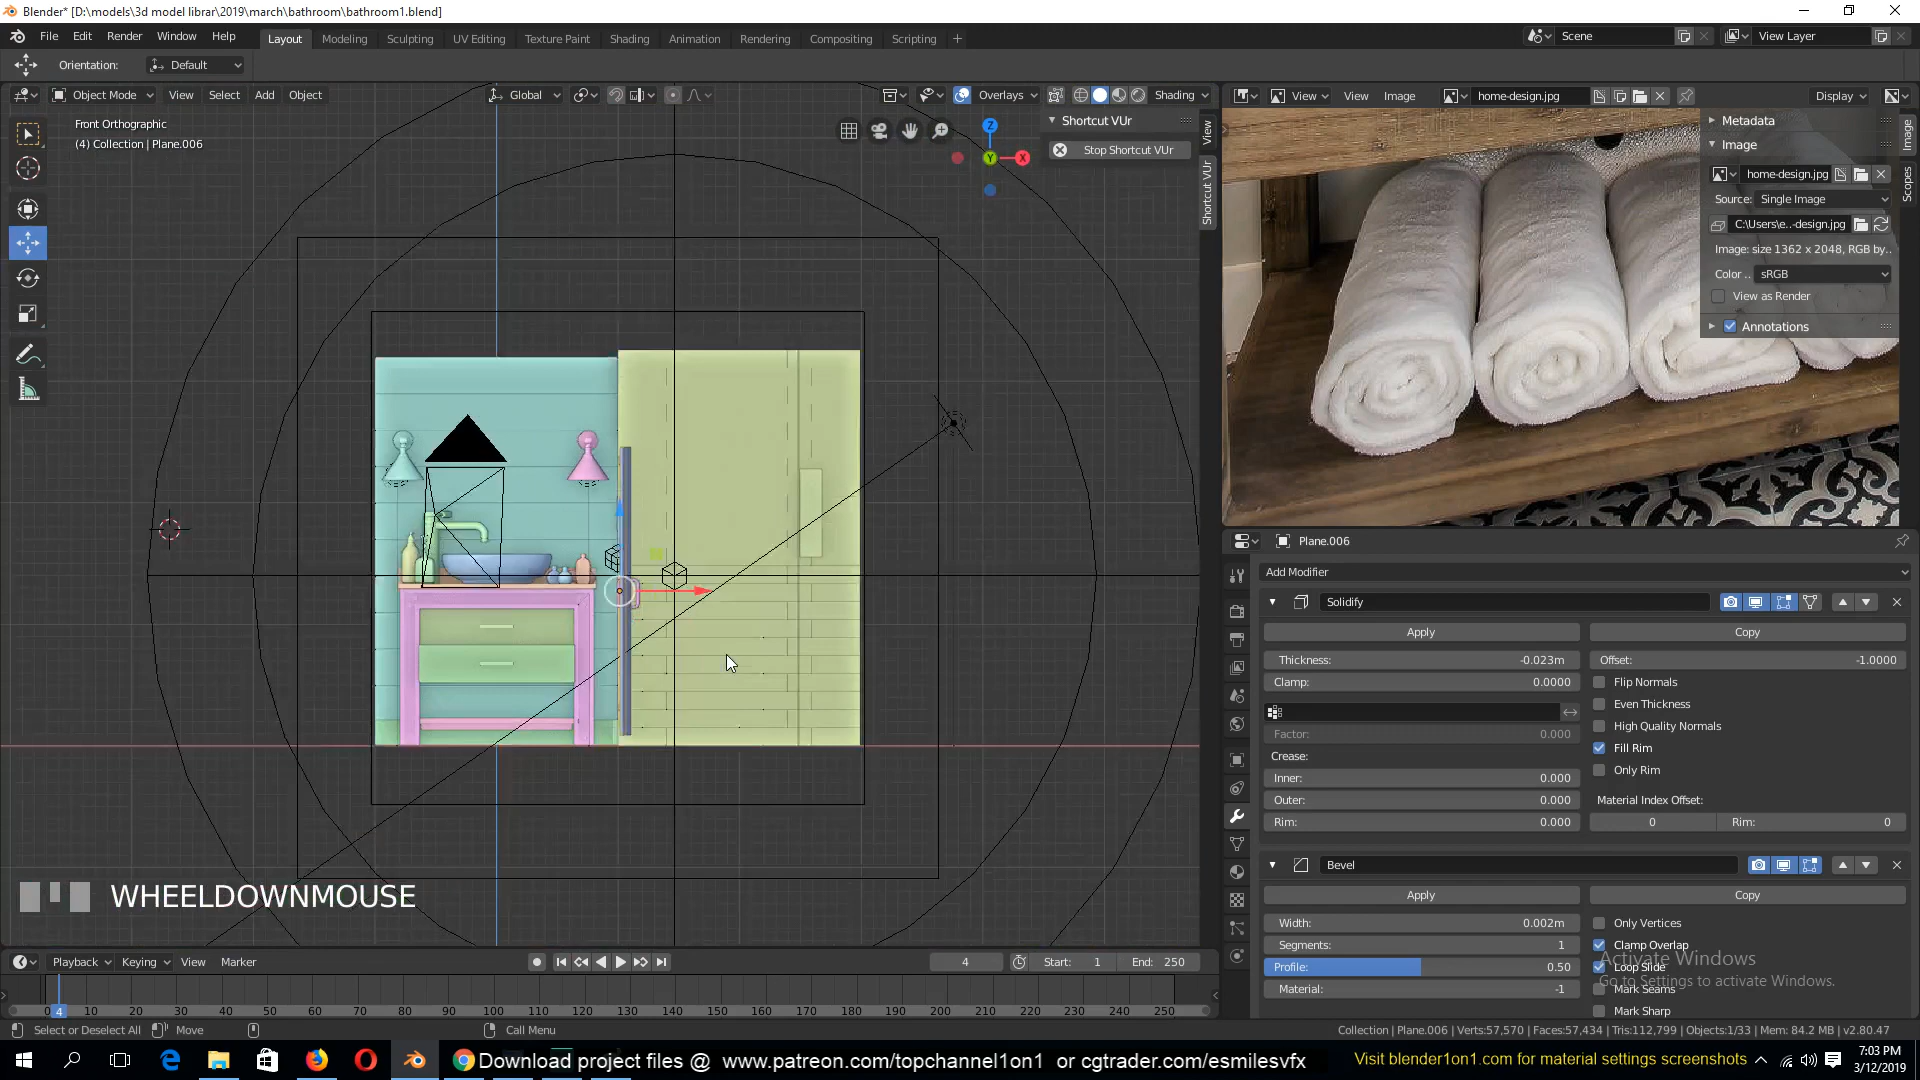 Blender* [D:\models\3d model librar\2019\march\bathroom\bathroom1.blend]
File Edit Render Window Help
Layout Modeling Sculpting UV Editing Texture Paint Shading Animation Rendering Compositing Scripting +
Scene
View Layer
Orientation: Default
Object Mode View Select Add Object
Global
Overlays
Shading
View View Image home-design.jpg Display
Front Orthographic
(4) Collection | Plane.006
Shortcut VUr
Stop Shortcut VUr
View
Shortcut VUr
Z
Y
X
Metadata
Image
home-design.jpg
Source: Single Image
C:\Users\e..-design.jpg
Image: size 1362 x 2048, RGB by..
Color .. sRGB
View as Render
Annotations
Image
Scopes
Plane.006
Add Modifier
Solidify
Apply Copy
Thickness: -0.023m Offset: -1.0000
Clamp: 0.0000 Flip Normals
Even Thickness
High Quality Normals
Factor: 0.000
Fill Rim
Crease:
Only Rim
Inner: 0.000
Outer: 0.000 Material Index Offset:
Rim: 0.000 0 Rim: 0
Bevel
Apply Copy
Width: 0.002m Only Vertices
Segments: 1 Clamp Overlap
Profile: 0.50 Loop Slide
Material: -1 Mark Seams
Mark Sharp
Activate Windows
Go to Settings to activate Windows.
WHEELDOWNMOUSE
Playback Keying View Marker
4 Start: 1 End: 250
0 4 10 20 30 40 50 60 70 80 90 100 110 120 130 140 150 160 170 180 190 200 210 220 230 240 250
Select or Deselect All Move Call Menu
Collection | Plane.006 | Verts:57,570 | Faces:57,434 | Tris:112,799 | Objects:1/33 | Mem: 84.2 MB | v2.80.47
Download project files @ www.patreon.com/topchannel1on1 or cgtrader.com/esmilesvfx
Visit blender1on1.com for material settings screenshots
7:03 PM
3/12/2019